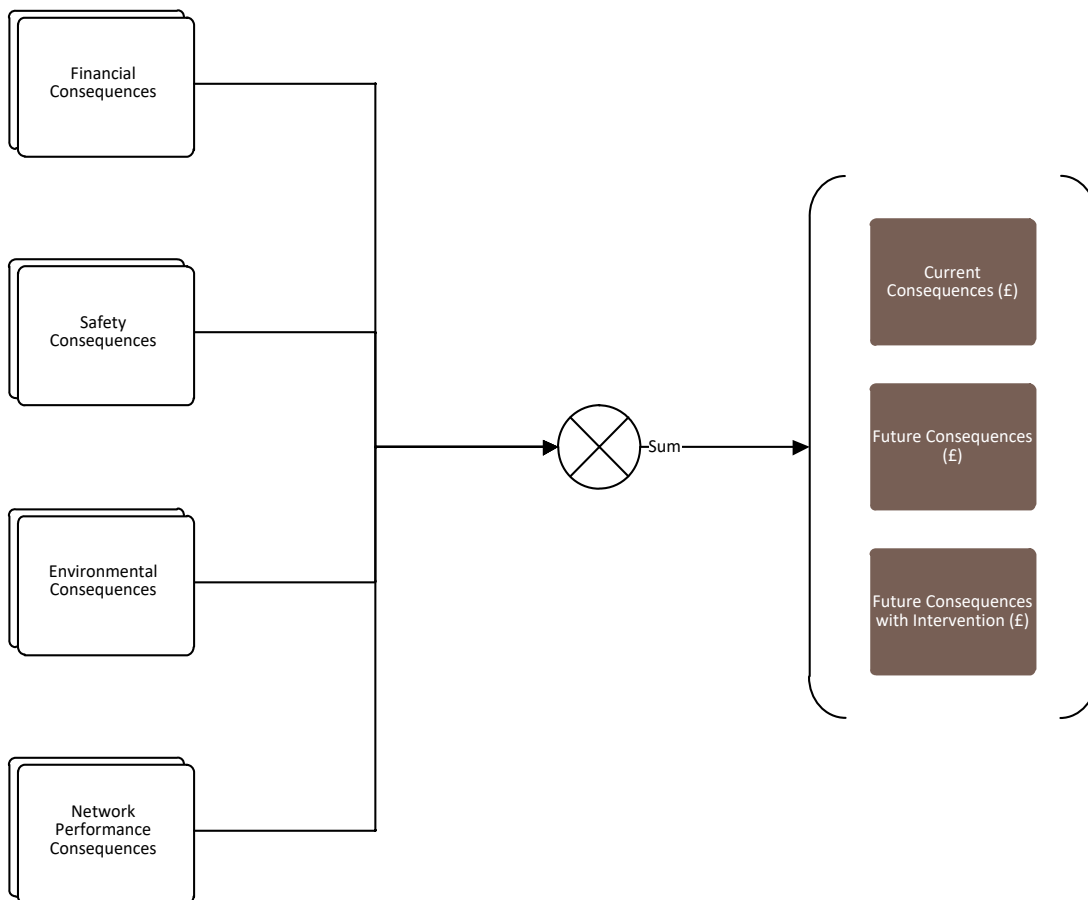 Financial
Consequences
Safety
Consequences
Environmental
Consequences
Network
Performance
Consequences
Sum
Current
Consequences (£)
Future Consequences
(£)
Future Consequences
with Intervention (£)